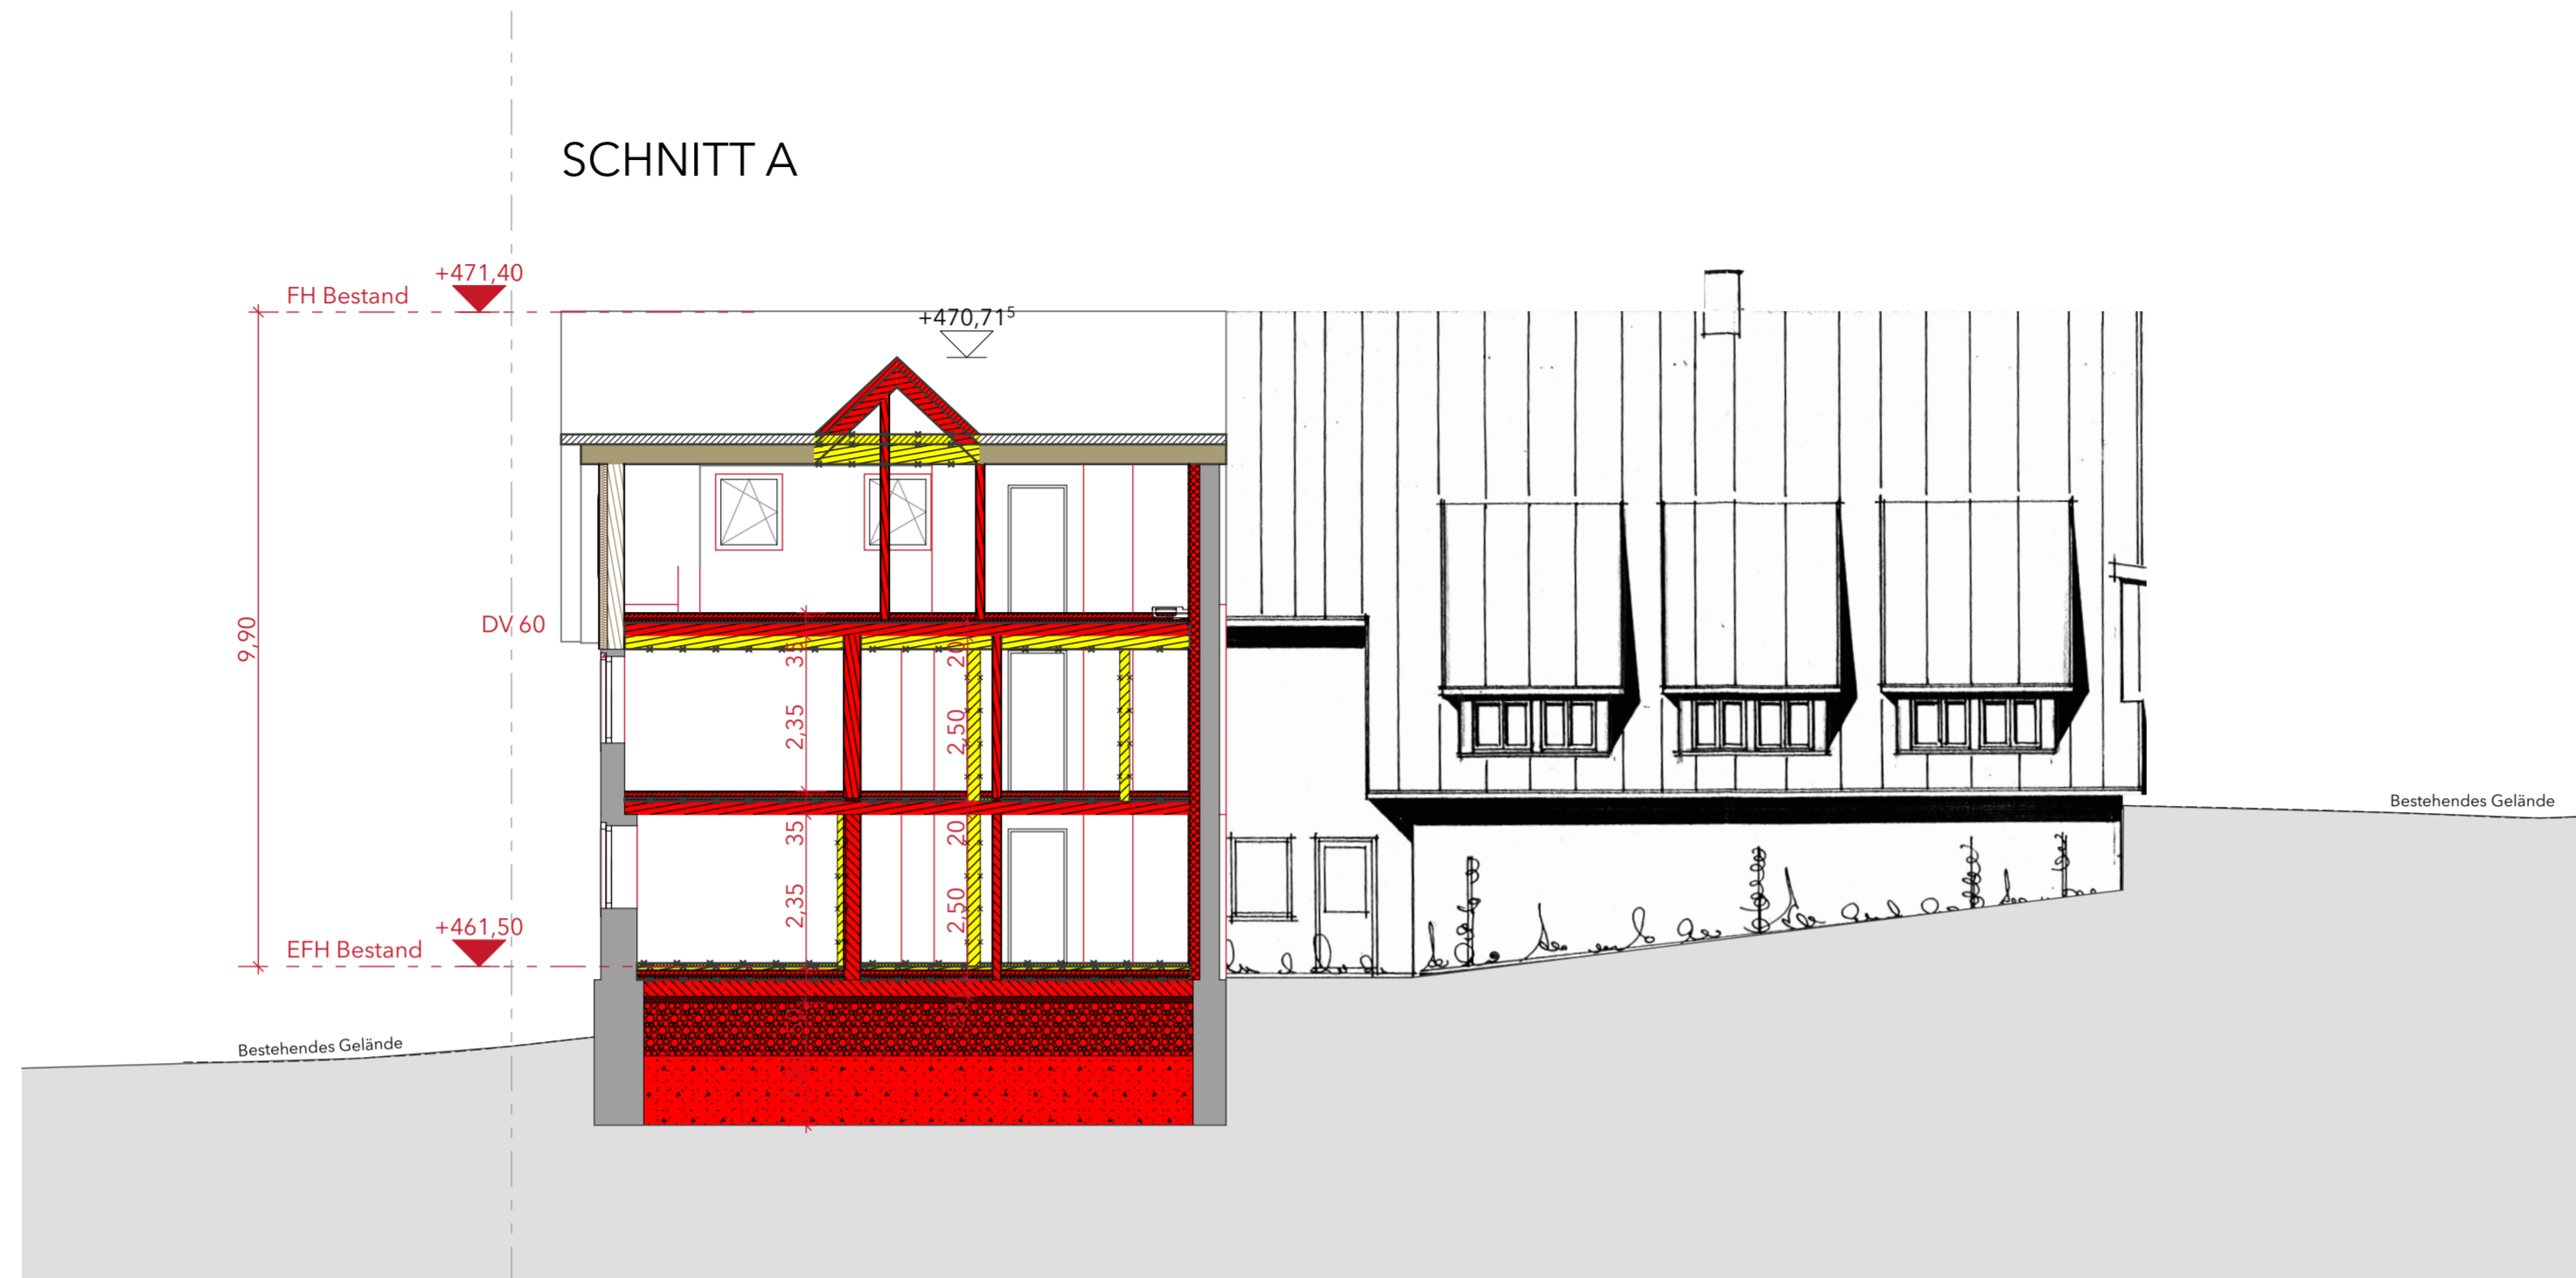 SCHNITT A
+471,40
FH Bestand
+470,71⁵
9,90
DV 60
35
20
2,35
2,50
Bestehendes Gelände
35
20
2,35
2,50
+461,50
EFH Bestand
Bestehendes Gelände